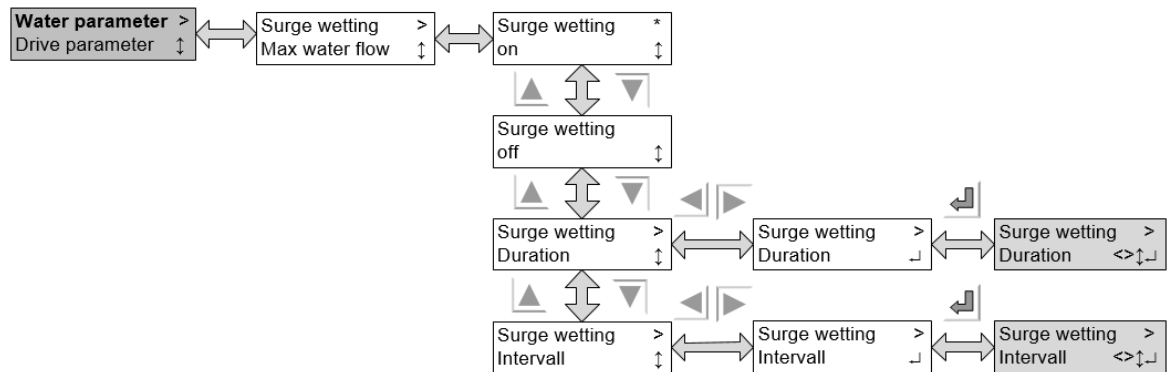 Water parameter >
Drive parameter ↕
Surge wetting >
Max water flow ↕
Surge wetting *
on ↕
Surge wetting
off ↕
Surge wetting >
Duration ↕
Surge wetting >
Duration ↵
Surge wetting >
Duration <>↕↵
Surge wetting >
Intervall ↕
Surge wetting >
Intervall ↵
Surge wetting >
Intervall <>↕↵